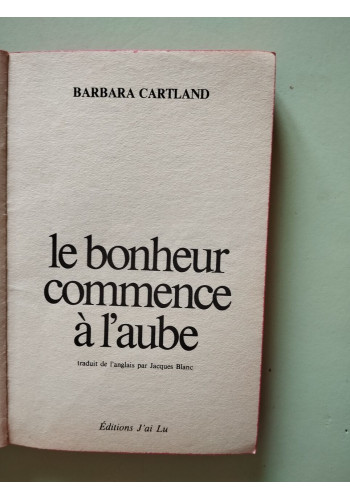 BARBARA CARTLAND
le bonheur
commence
à l'aube
traduit de l'anglais par Jacques Blanc
Éditions J'ai Lu